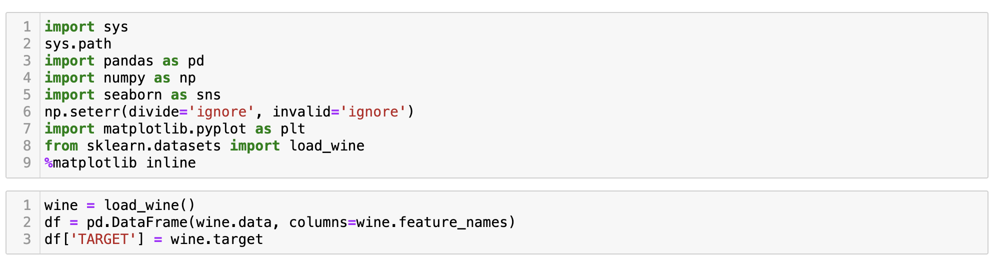 1 import sys
2 sys.path
3 import pandas as pd
4 import numpy as np
5 import seaborn as sns
6 np.seterr(divide='ignore', invalid='ignore')
7 import matplotlib.pyplot as plt
8 from sklearn.datasets import load_wine
9 %matplotlib inline
1 wine = load_wine()
2 df = pd.DataFrame(wine.data, columns=wine.feature_names)
3 df['TARGET'] = wine.target